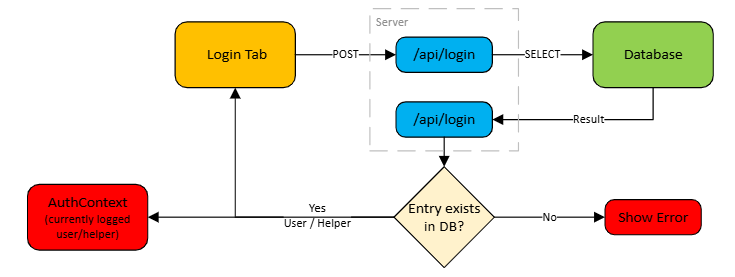 Server
Login Tab
POST
/api/login
SELECT
Database
/api/login
Result
AuthContext
(currently logged
user/helper)
Yes
User / Helper
Entry exists
in DB?
No
Show Error